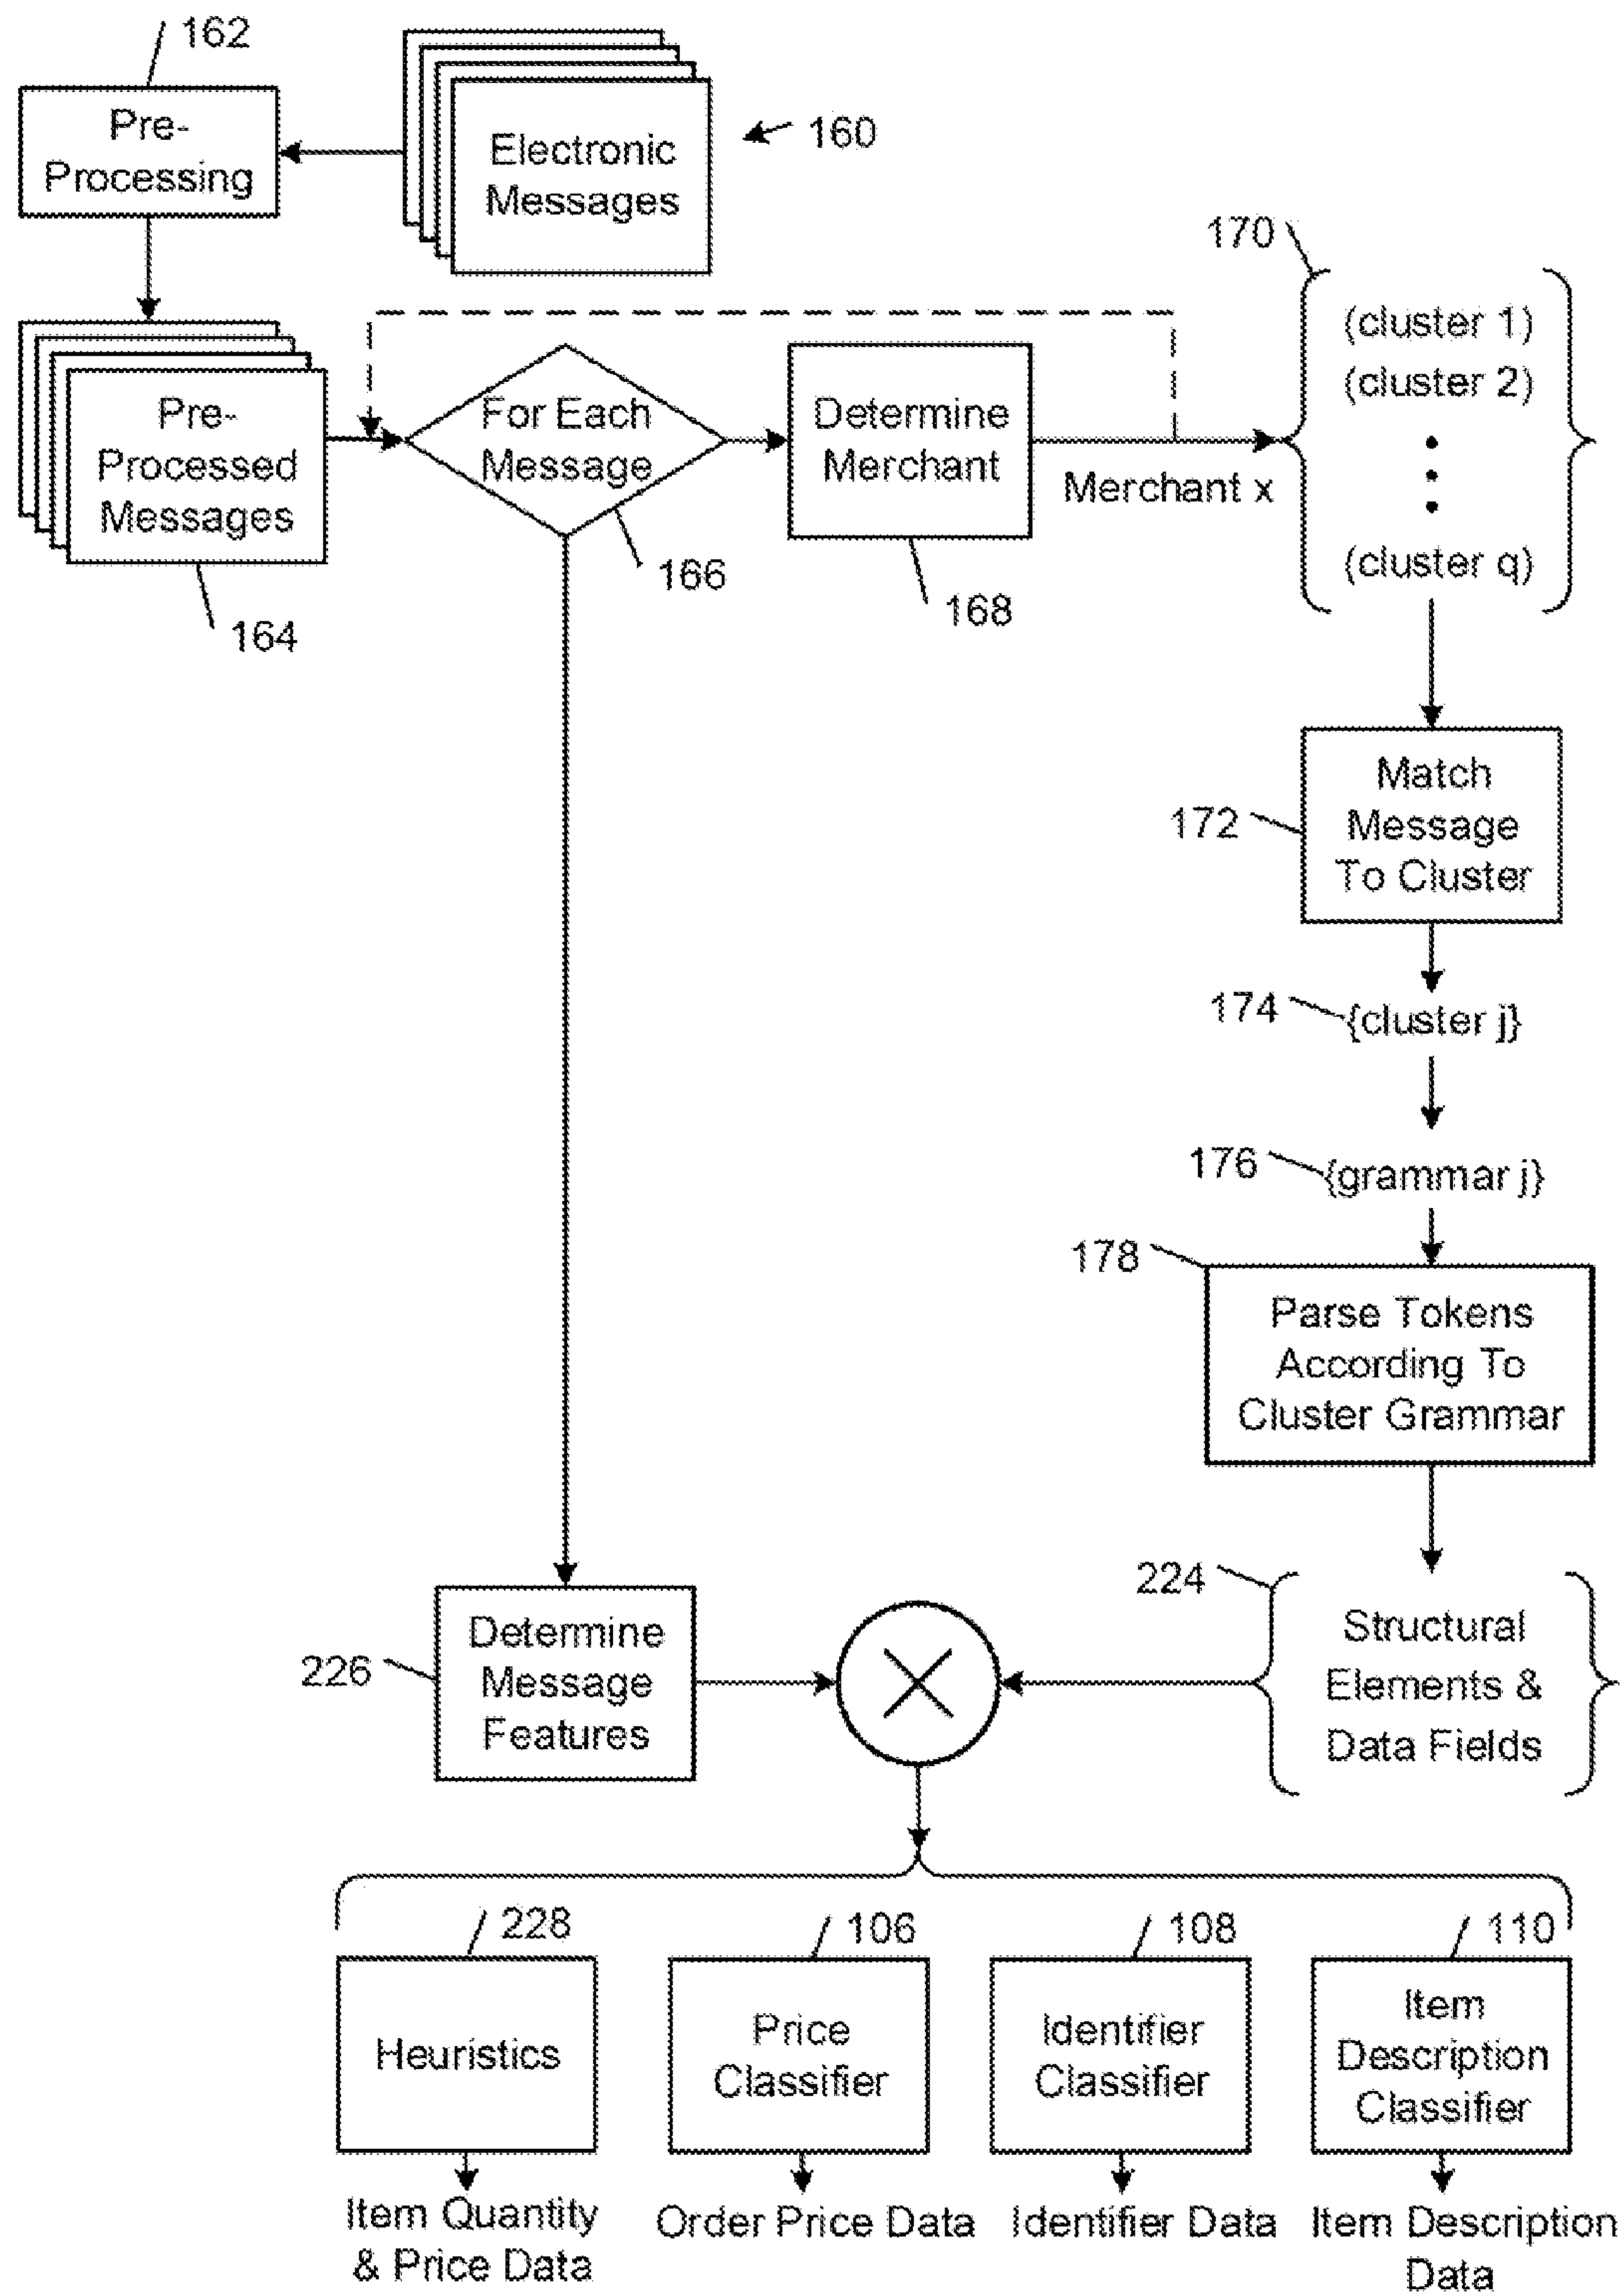 162
Pre-
Processing
Electronic
Messages
160
170
(cluster 1)
(cluster 2)
(cluster q)
Pre-
Processed
Messages
164
For Each
Message
166
Determine
Merchant
168
Merchant x
172
Match
Message
To Cluster
174
{cluster j}
176
{grammar j}
178
Parse Tokens
According To
Cluster Grammar
224
Structural
Elements &
Data Fields
226
Determine
Message
Features
228
Heuristics
Item Quantity
& Price Data
106
Price
Classifier
Order Price Data
108
Identifier
Classifier
Identifier Data
110
Item
Description
Classifier
Item Description
Data